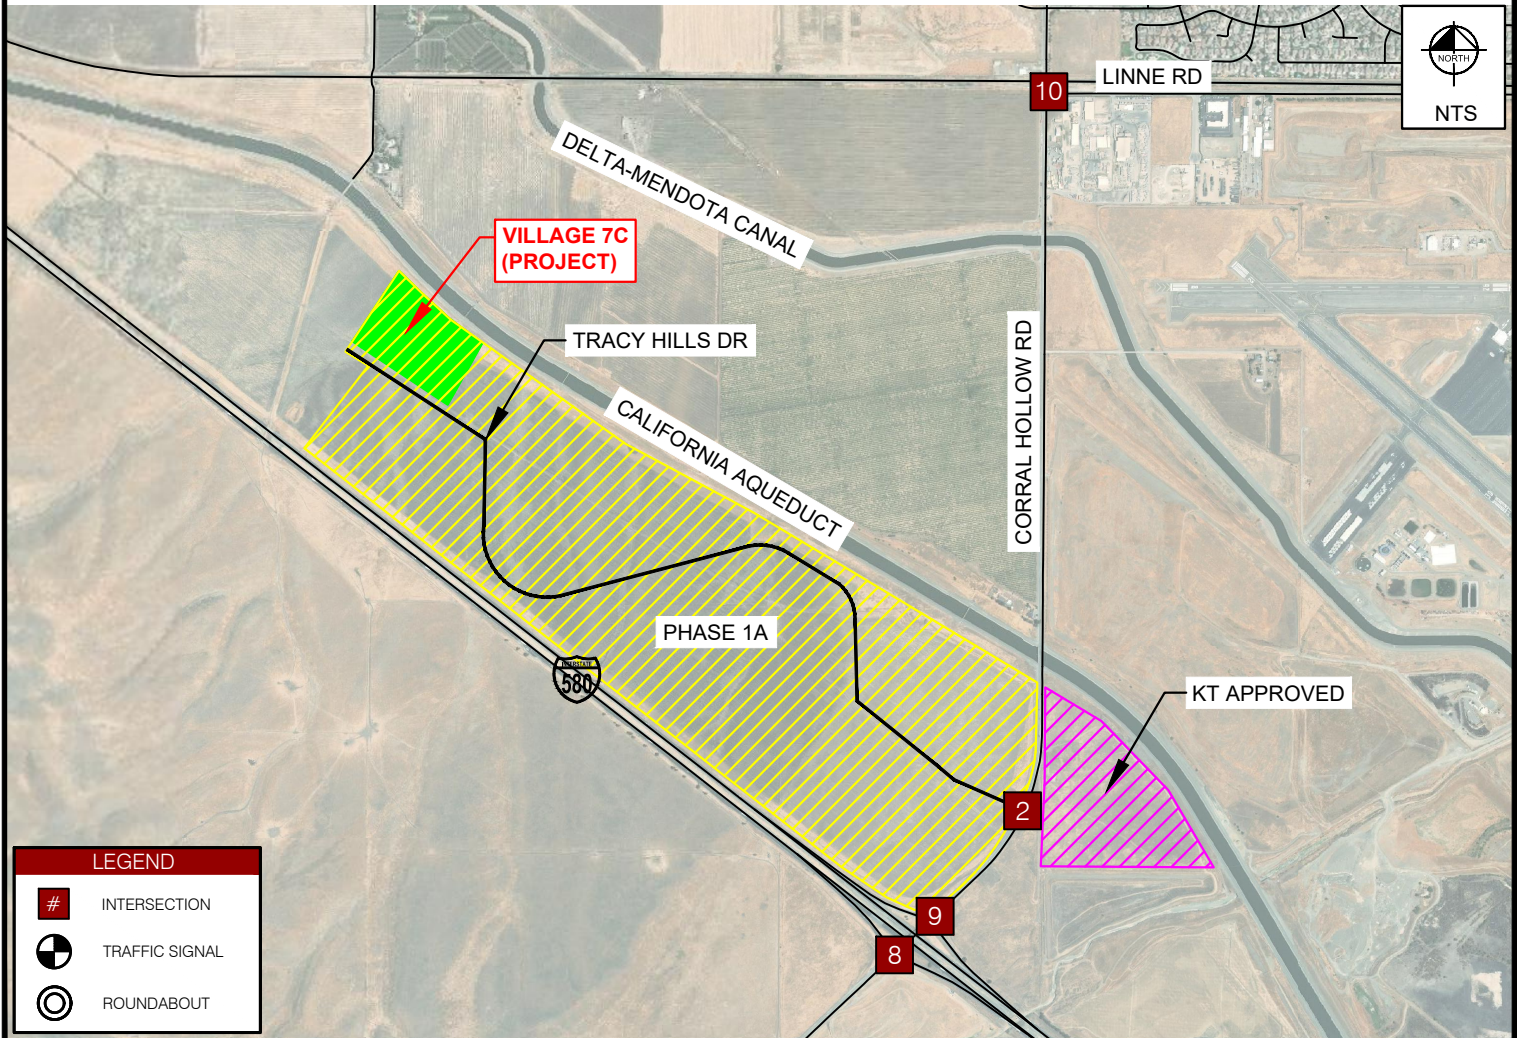 NORTH
NTS
LINNE RD
10
DELTA-MENDOTA CANAL
VILLAGE 7C
(PROJECT)
TRACY HILLS DR
CORRAL HOLLOW RD
CALIFORNIA AQUEDUCT
PHASE 1A
INTERSTATE
580
KT APPROVED
2
9
8
LEGEND
# INTERSECTION
TRAFFIC SIGNAL
ROUNDABOUT